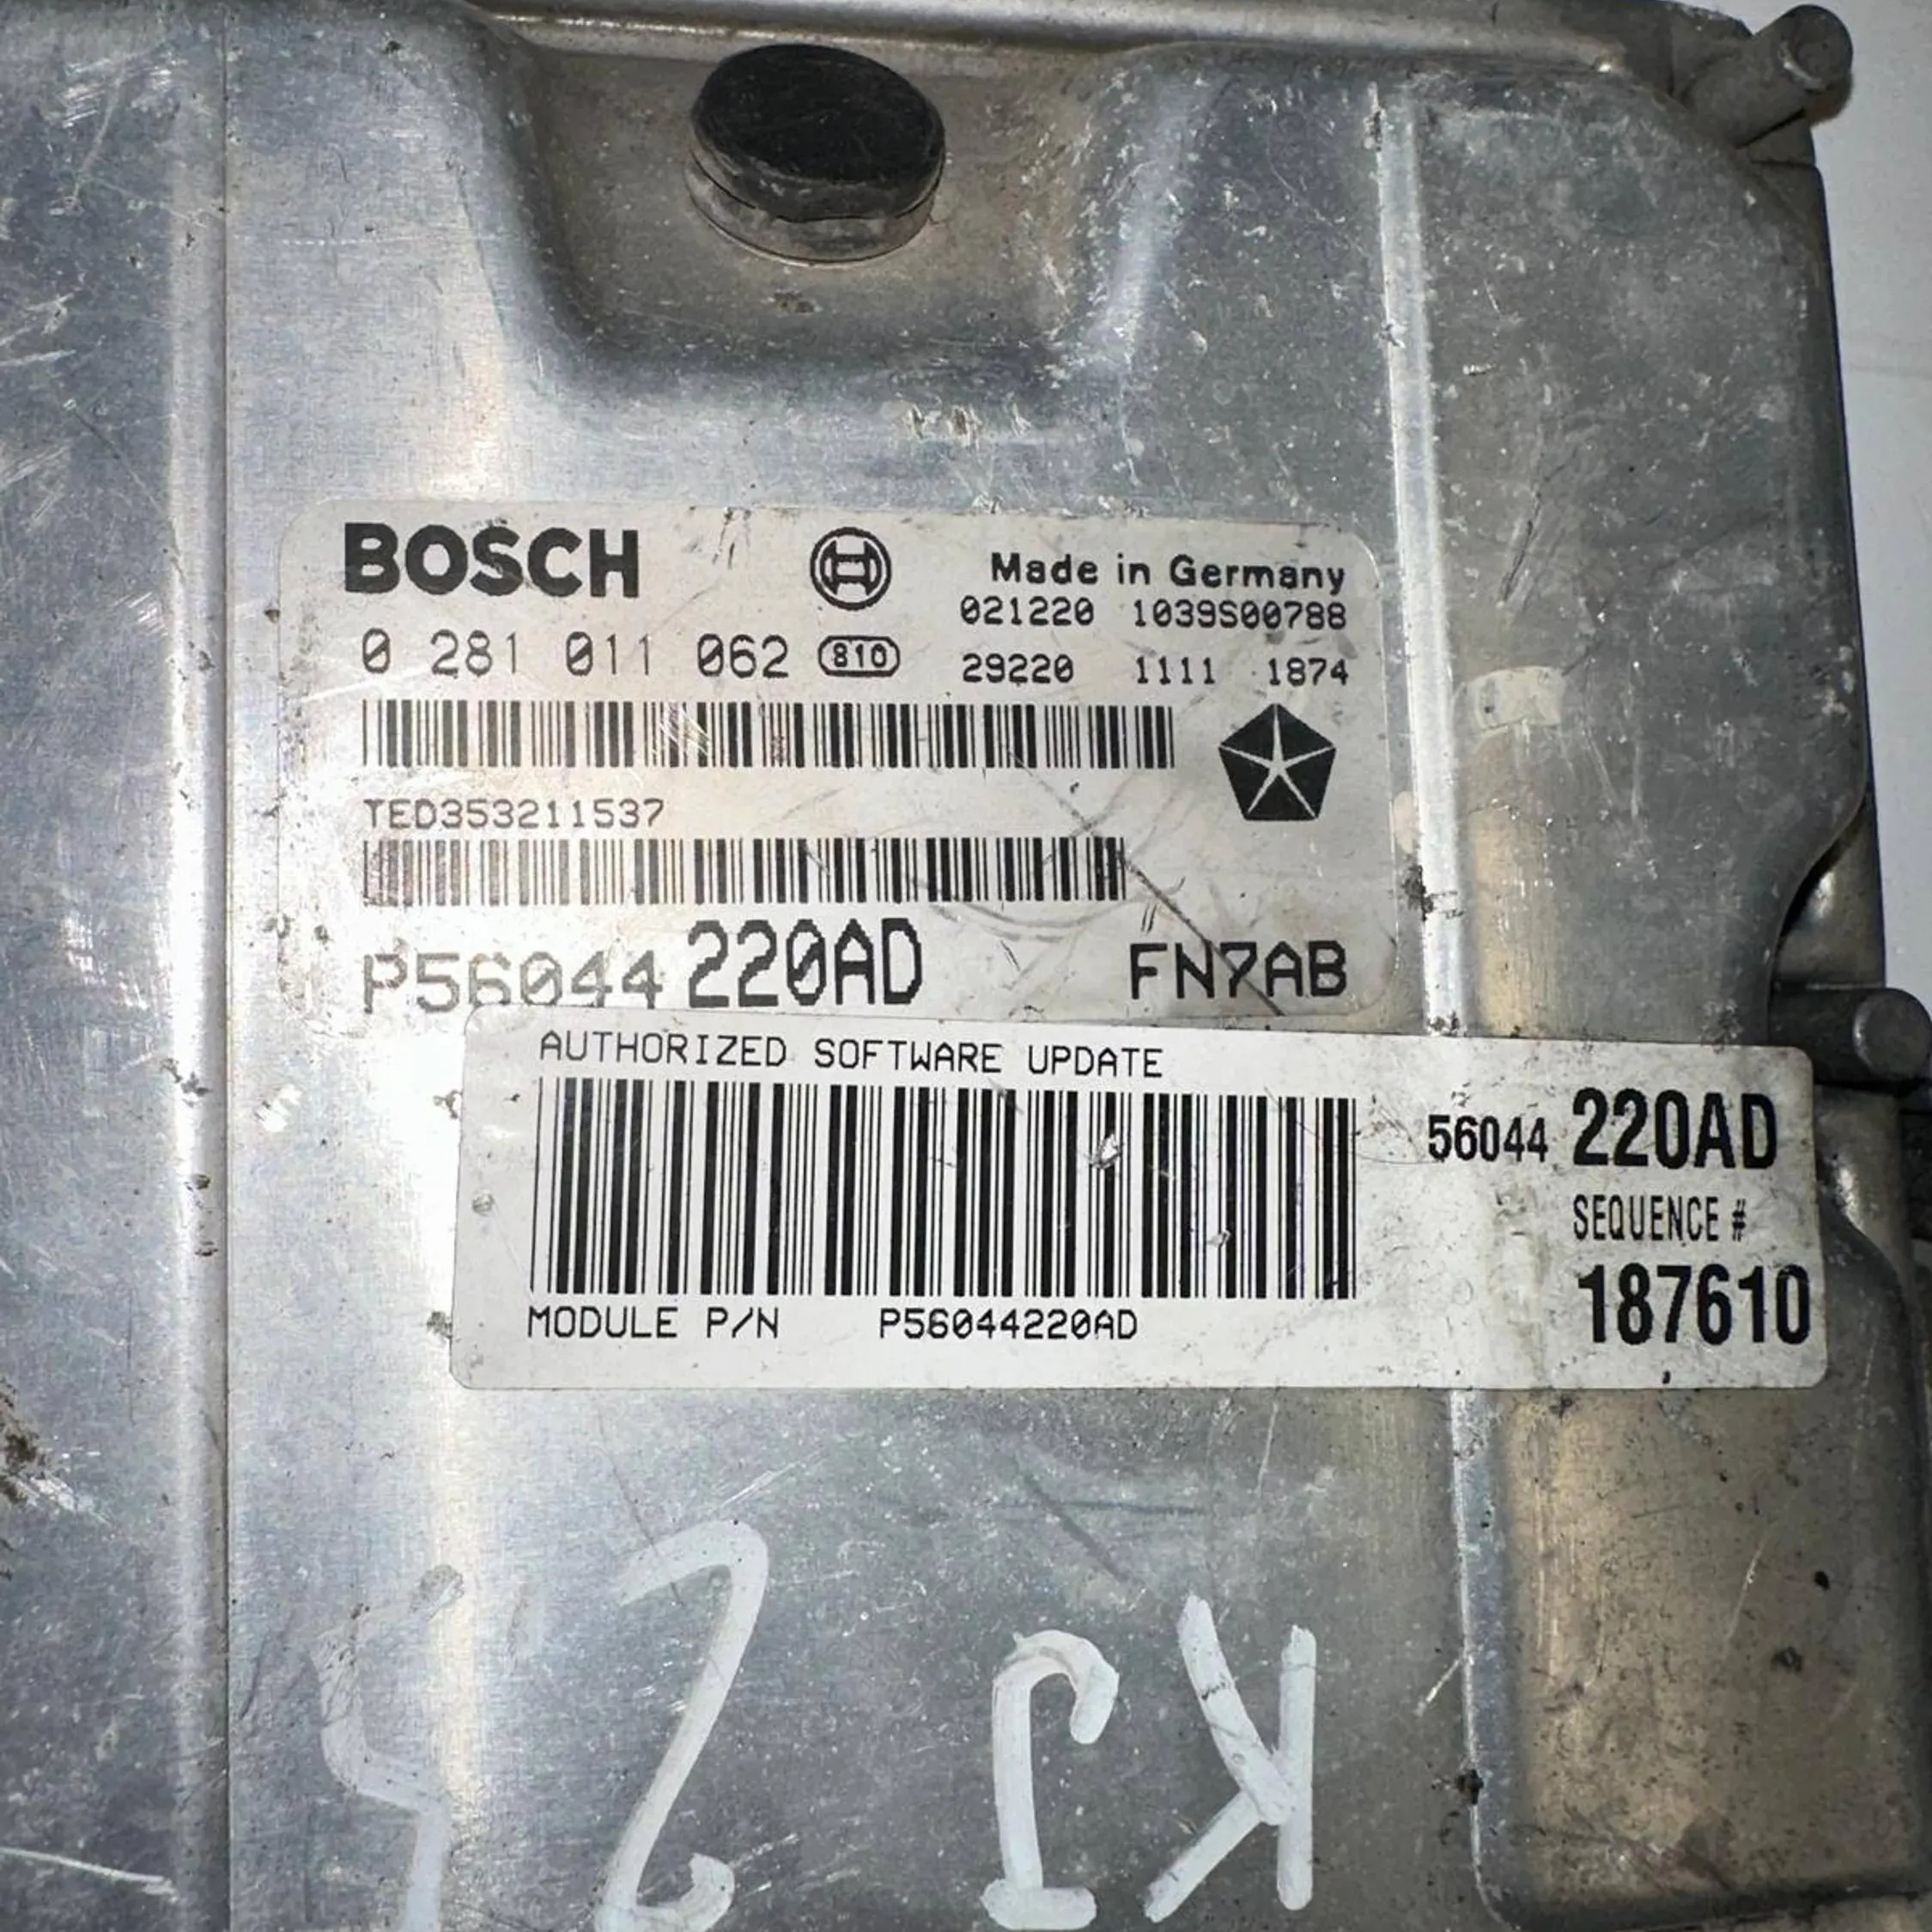 BOSCH
Made in Germany
021220 1039S00788
0 281 011 062 810
29220 1111 1874
TED353211537
P56044 220AD FN7AB
AUTHORIZED SOFTWARE UPDATE
56044 220AD
SEQUENCE #
187610
MODULE P/N P56044220AD